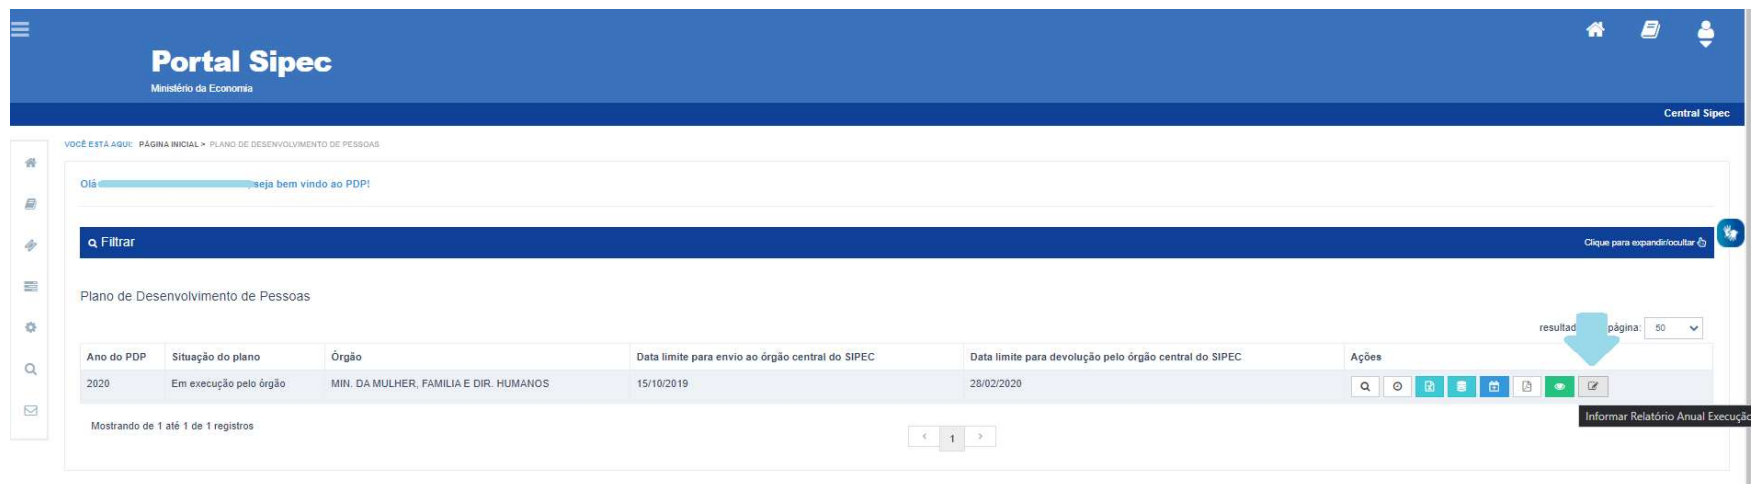 Portal Sipec
Ministério da Economia
Central Sipec
VOCÊ ESTÁ AQUI: PÁGINA INICIAL > PLANO DE DESENVOLVIMENTO DE PESSOAS
Olá seja bem vindo ao PDP!
Filtrar Clique para expandir/ocultar
Plano de Desenvolvimento de Pessoas
resultad página: 50
Ano do PDP Situação do plano Órgão Data limite para envio ao órgão central do SIPEC Data limite para devolução pelo órgão central do SIPEC Ações
2020 Em execução pelo órgão MIN. DA MULHER, FAMILIA E DIR. HUMANOS 15/10/2019 28/02/2020
Informar Relatório Anual Execução
Mostrando de 1 até 1 de 1 registros
< 1 >